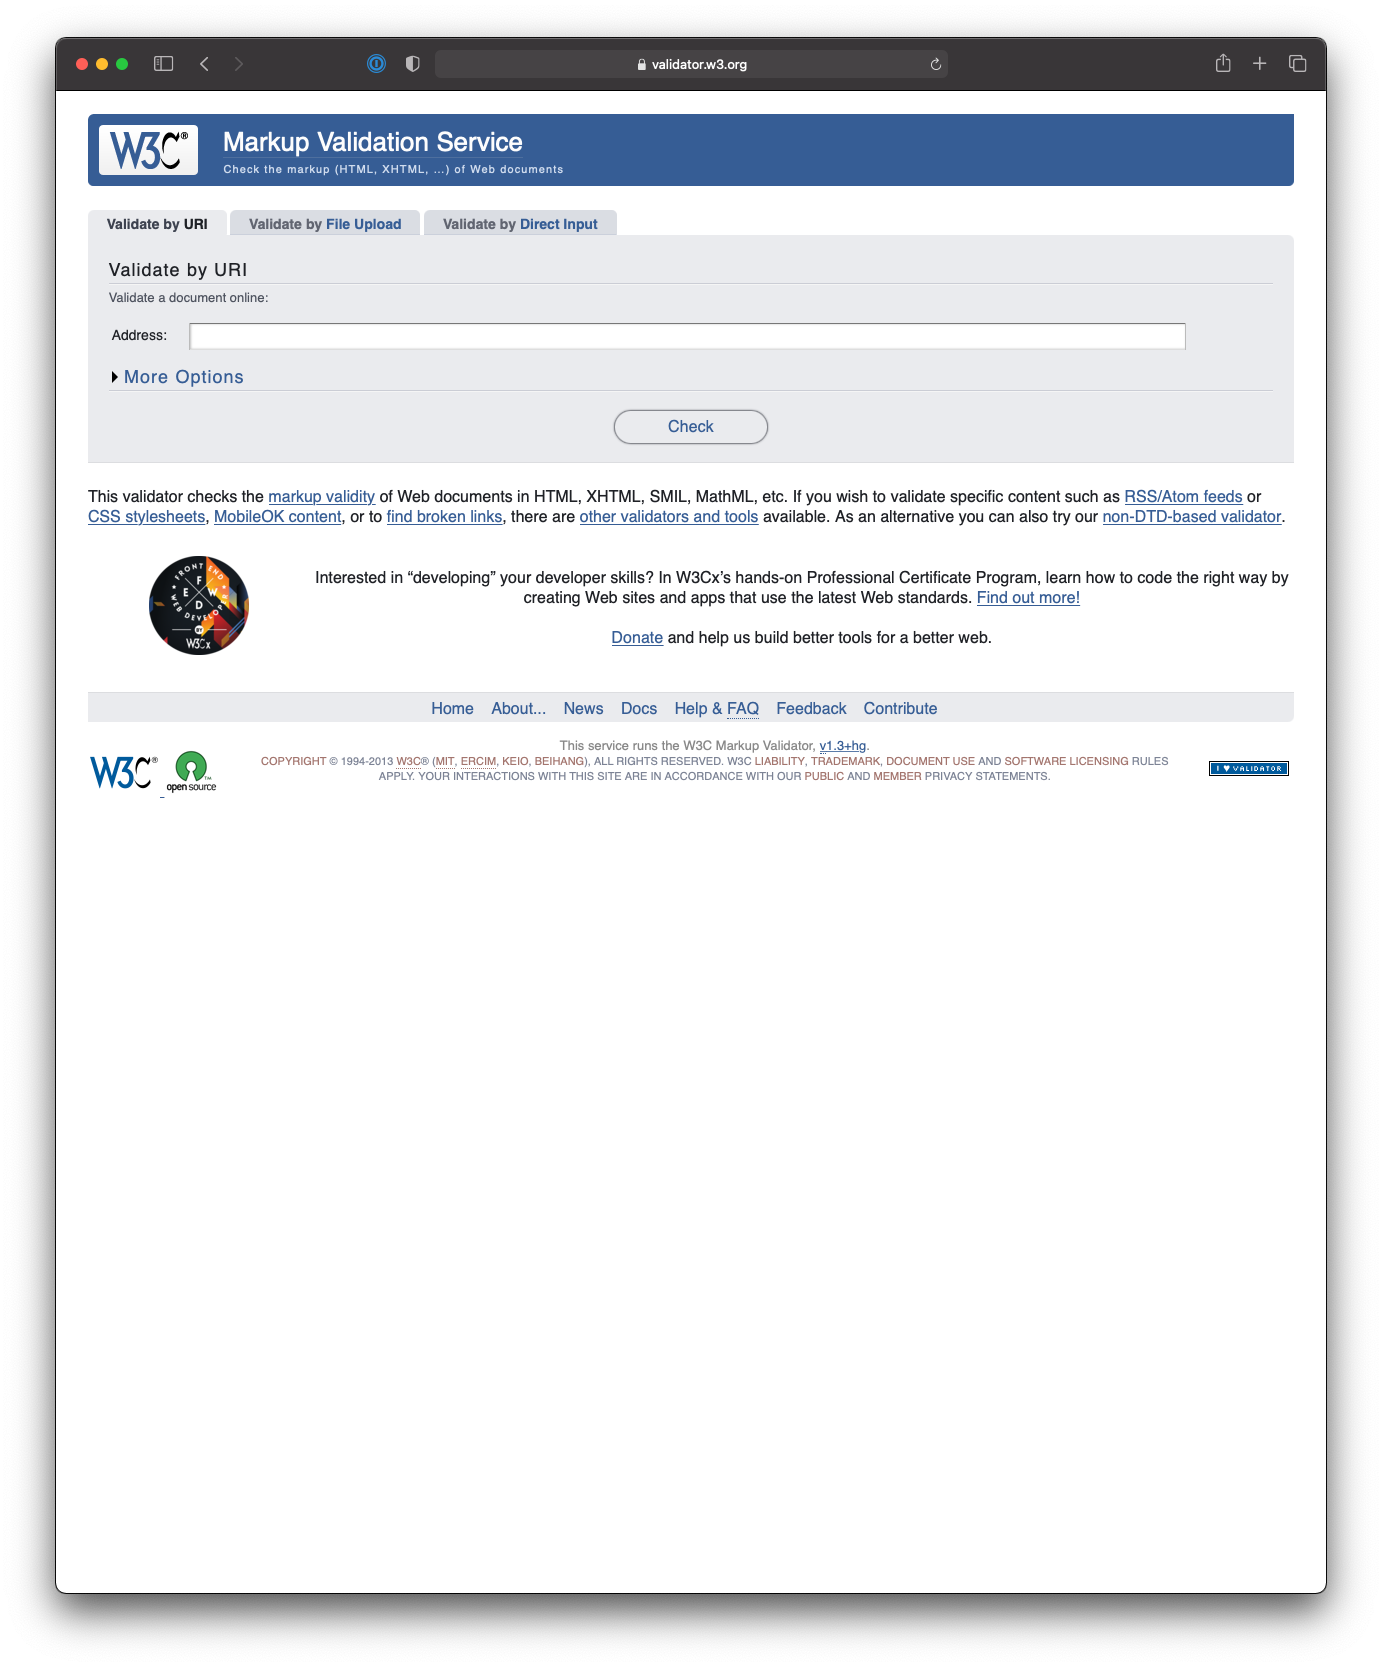 validator.w3.org
W3C®
Markup Validation Service
Check the markup (HTML, XHTML, …) of Web documents
Validate by URI
Validate by File Upload
Validate by Direct Input
Validate by URI
Validate a document online:
Address:
More Options
Check
This validator checks the markup validity of Web documents in HTML, XHTML, SMIL, MathML, etc. If you wish to validate specific content such as RSS/Atom feeds or
CSS stylesheets, MobileOK content, or to find broken links, there are other validators and tools available. As an alternative you can also try our non-DTD-based validator.
FRONT END
F E W D
WEB DEVELOPER
BY
W3Cx
Interested in “developing” your developer skills? In W3Cx’s hands-on Professional Certificate Program, learn how to code the right way by
creating Web sites and apps that use the latest Web standards. Find out more!
Donate and help us build better tools for a better web.
Home About... News Docs Help & FAQ Feedback Contribute
W3C®
open source™
This service runs the W3C Markup Validator, v1.3+hg.
COPYRIGHT © 1994-2013 W3C® (MIT, ERCIM, KEIO, BEIHANG), ALL RIGHTS RESERVED. W3C LIABILITY, TRADEMARK, DOCUMENT USE AND SOFTWARE LICENSING RULES
APPLY. YOUR INTERACTIONS WITH THIS SITE ARE IN ACCORDANCE WITH OUR PUBLIC AND MEMBER PRIVACY STATEMENTS.
I ♥ VALIDATOR